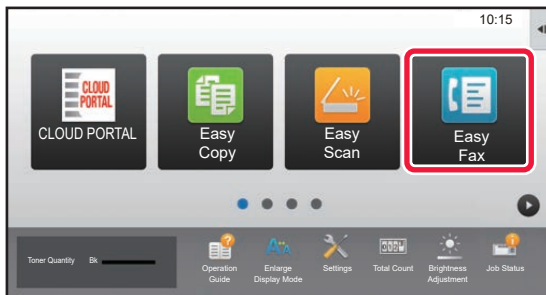 10:15
CLOUD
PORTAL
CLOUD PORTAL
Easy
Copy
Easy
Scan
Easy
Fax
Toner Quantity Bk
Operation
Guide
Enlarge
Display Mode
Settings
Total Count
Brightness
Adjustment
Job Status